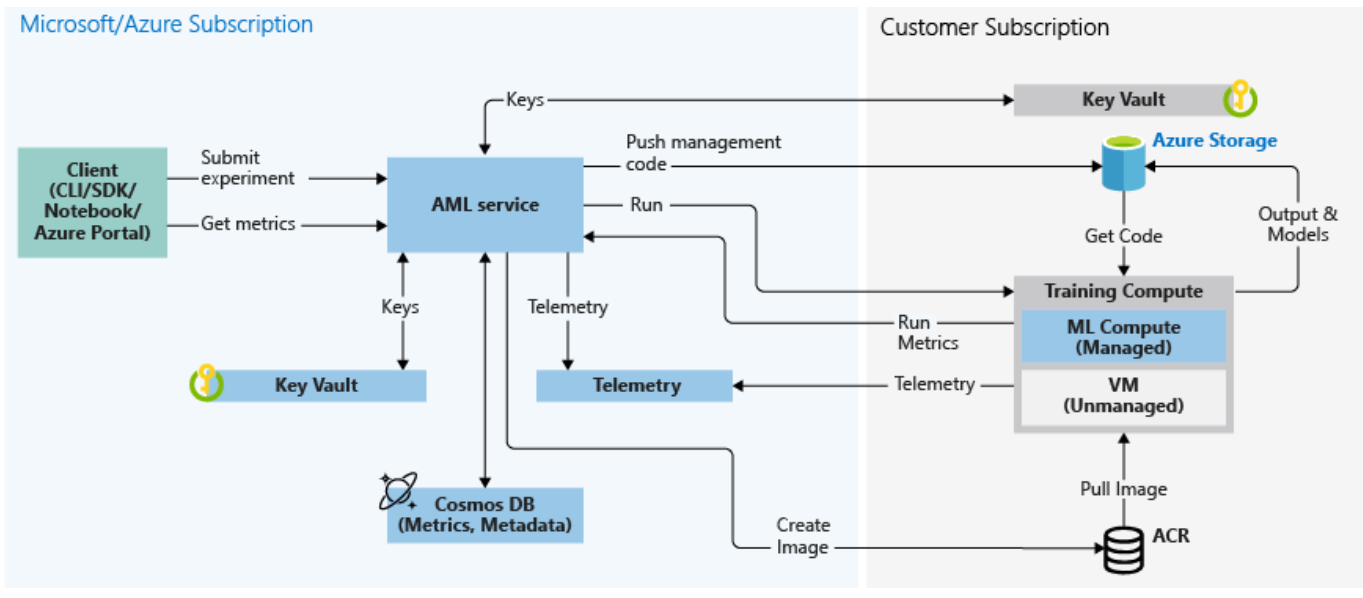 Microsoft/Azure Subscription
Customer Subscription
Keys
Key Vault
Push management
code
Azure Storage
Client
(CLI/SDK/
Notebook/
Azure Portal)
Submit
experiment
Get metrics
AML service
Run
Get Code
Output &
Models
Training Compute
ML Compute
(Managed)
VM
(Unmanaged)
Keys
Telemetry
Run
Metrics
Key Vault
Telemetry
Telemetry
Cosmos DB
(Metrics, Metadata)
Pull Image
Create
Image
ACR